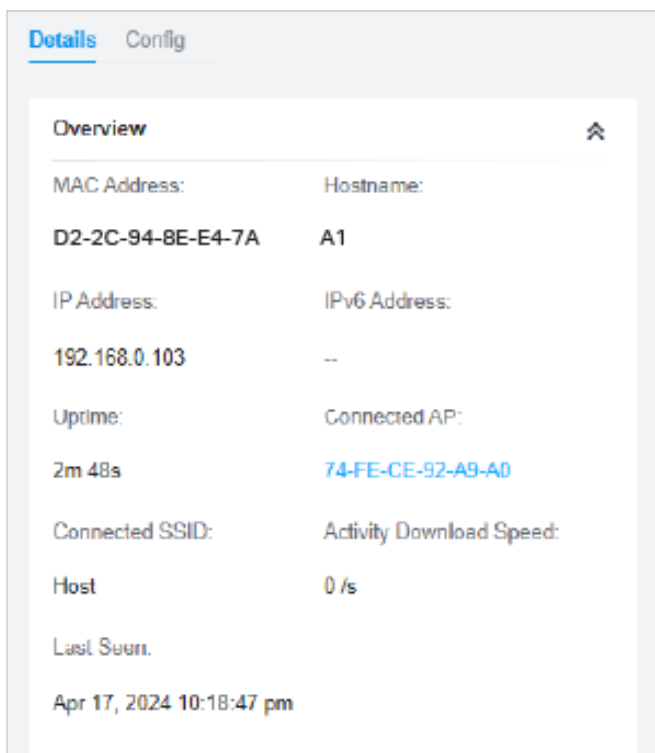 Details Config
Overview
MAC Address: Hostname:
D2-2C-94-8E-E4-7A A1
IP Address: IPv6 Address:
192.168.0.103 --
Uptime: Connected AP:
2m 48s 74-FE-CE-92-A9-A0
Connected SSID: Activity Download Speed:
Host 0 /s
Last Seen:
Apr 17, 2024 10:18:47 pm